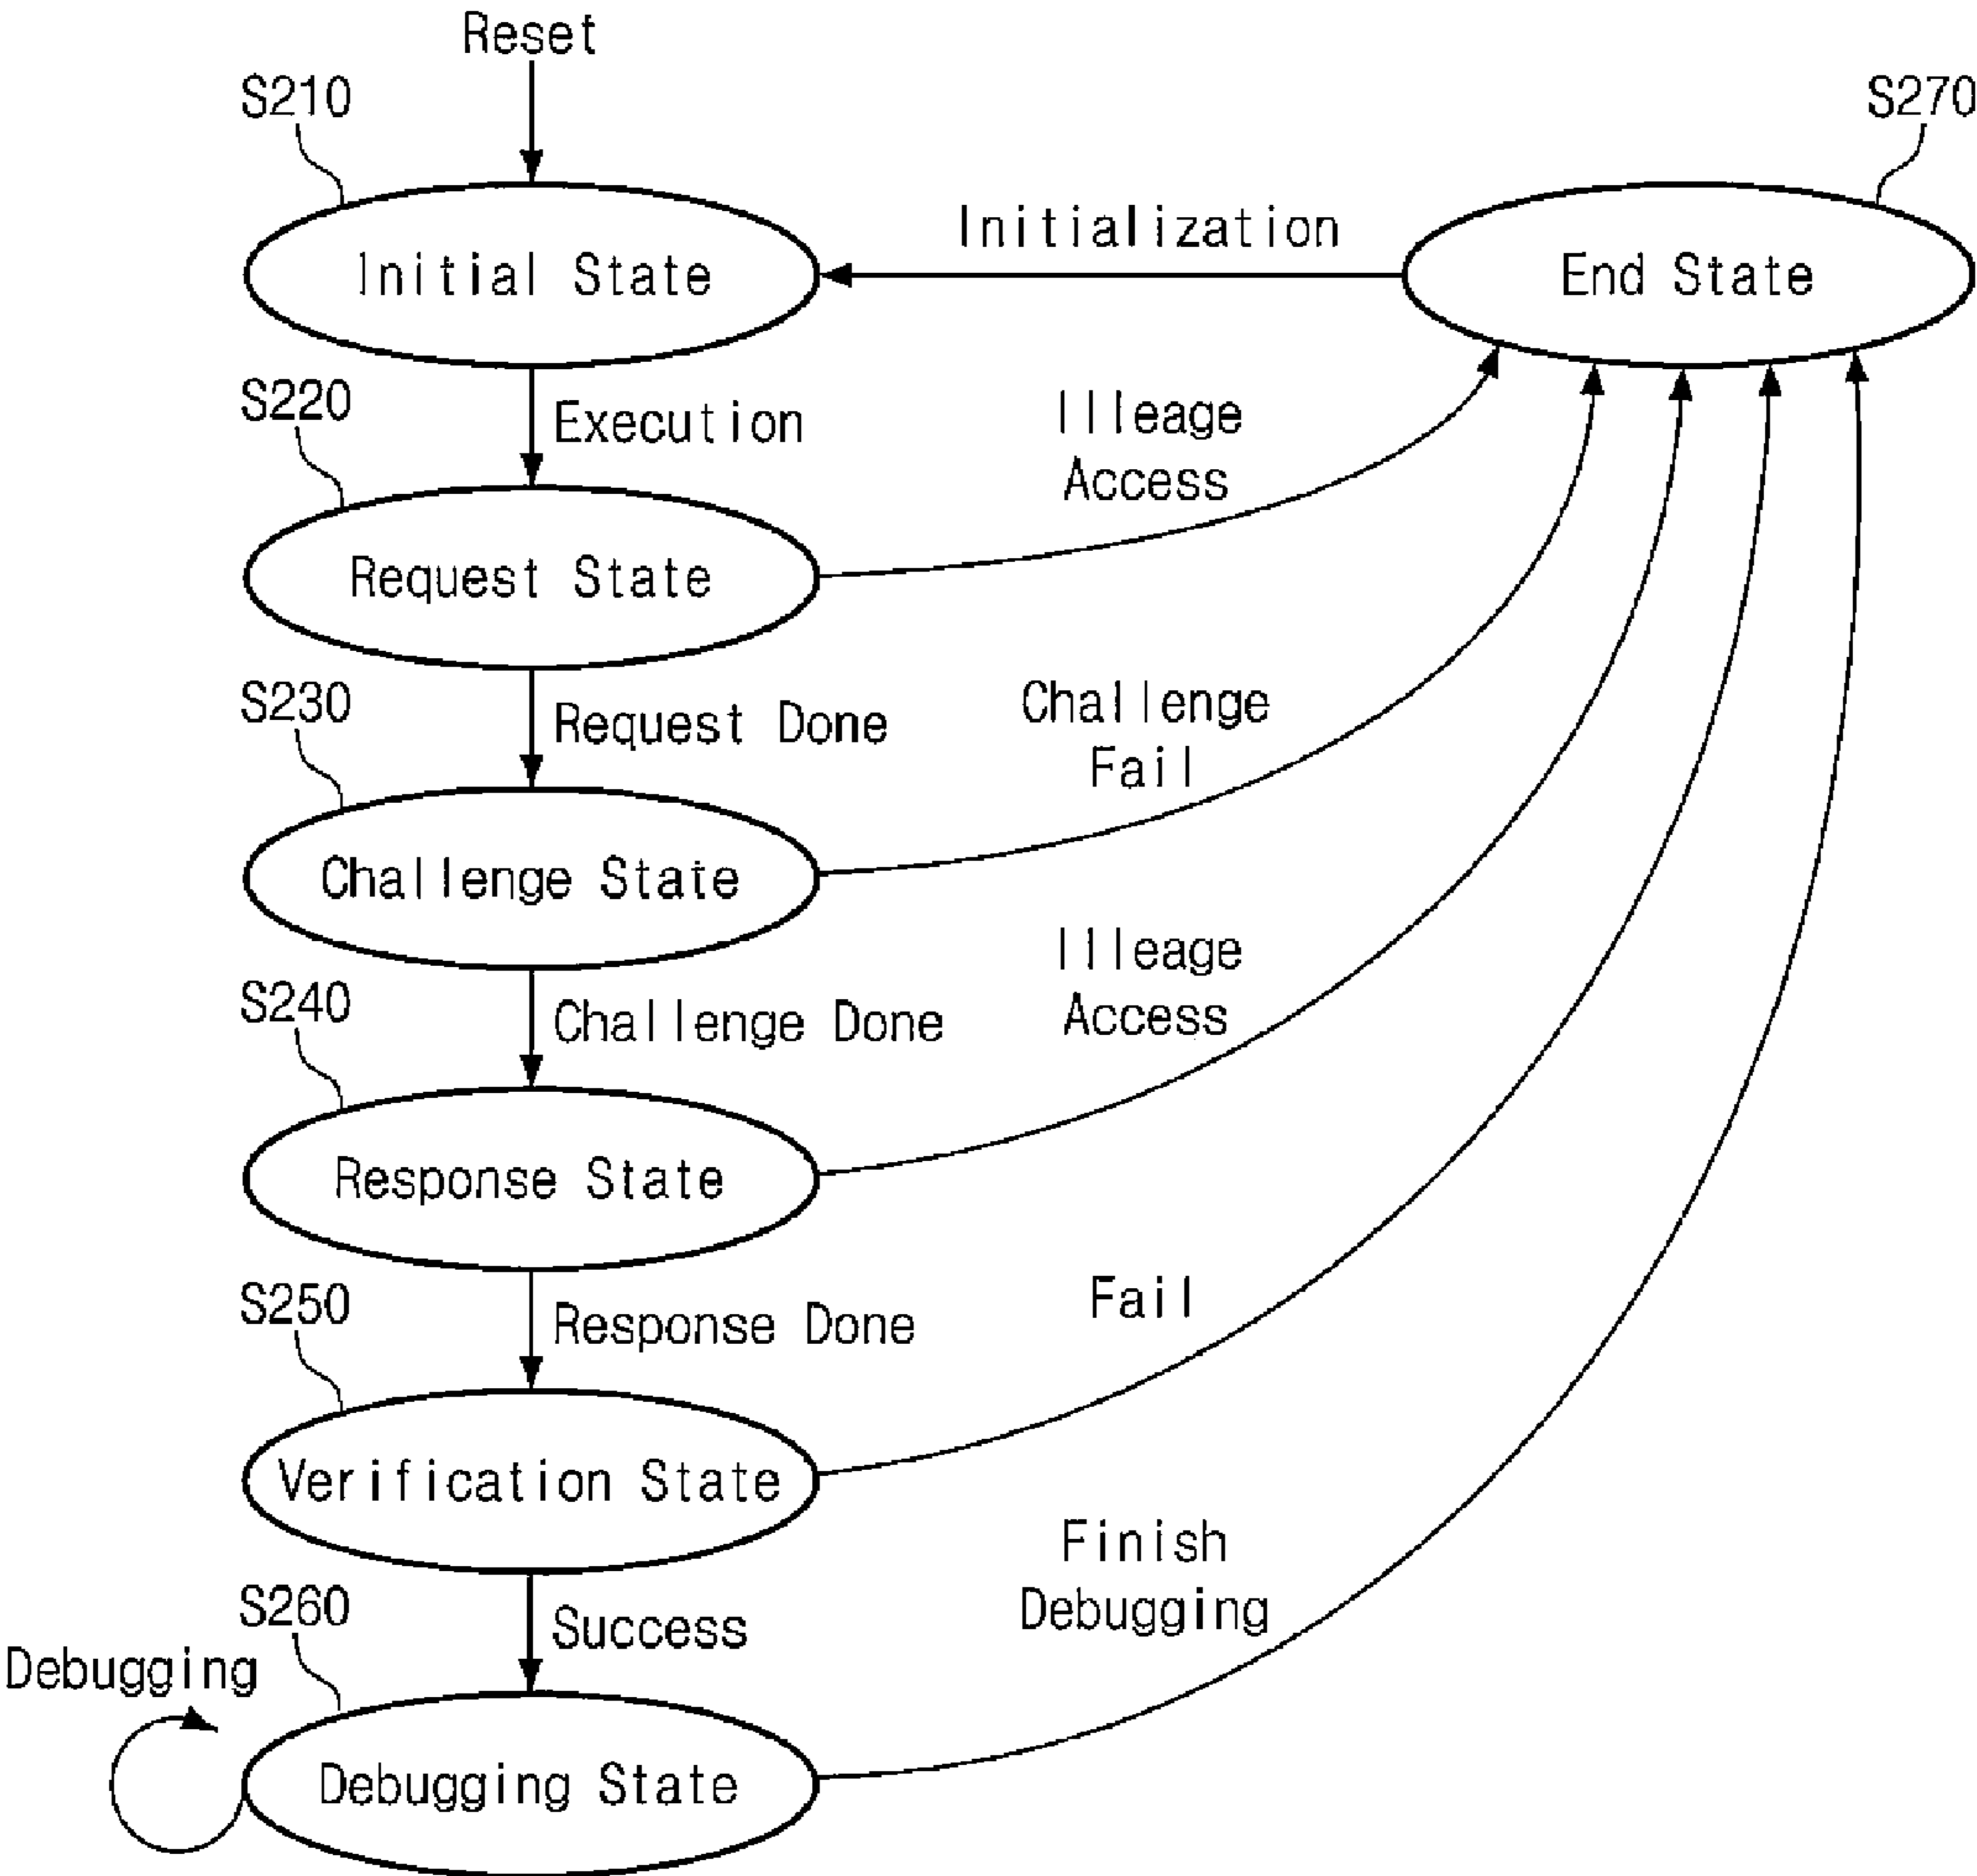 Reset
S210
S270
Initialization
Initial State
End State
S220
Execution
Illeage
Access
Request State
S230
Request Done
Challenge
Fail
Challenge State
S240
Challenge Done
Illeage
Access
Response State
S250
Response Done
Fail
Verification State
S260
Success
Finish
Debugging
Debugging
Debugging State